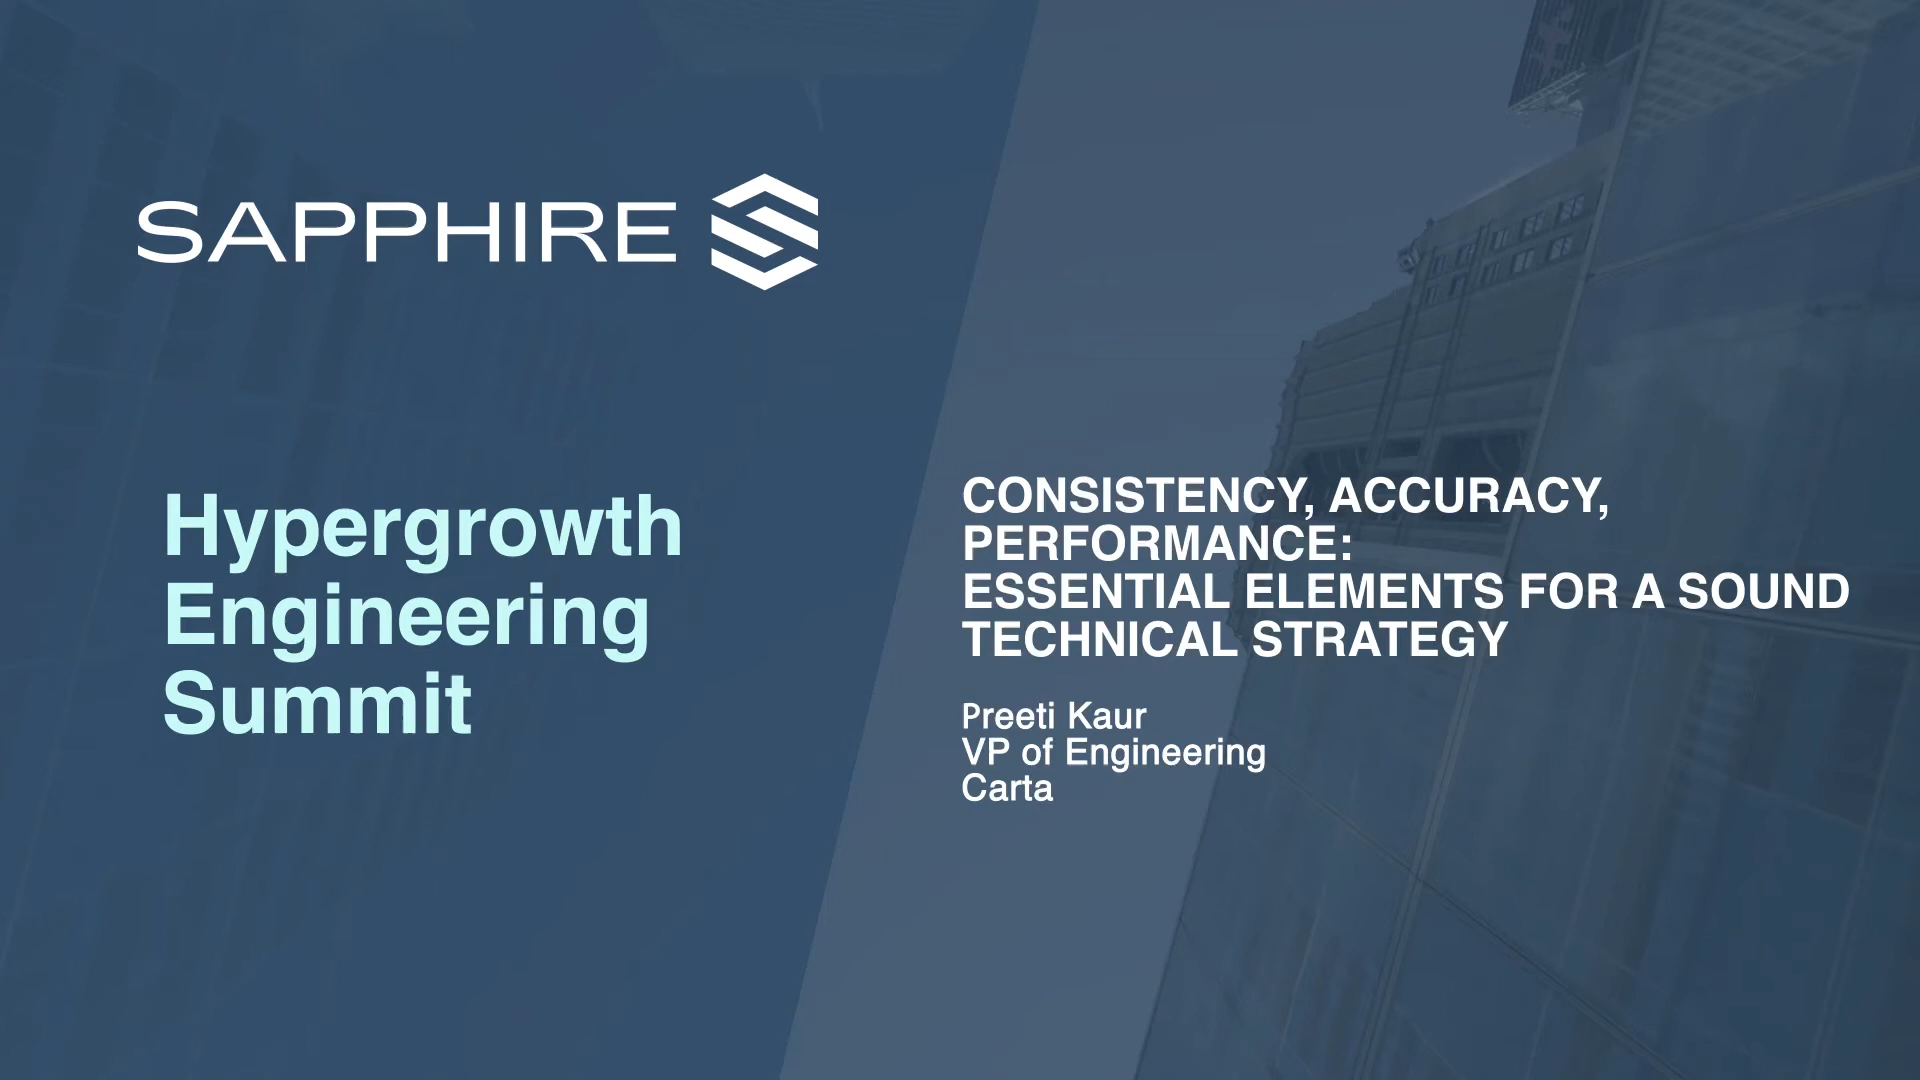 SAPPHIRE
Hypergrowth
Engineering
Summit
CONSISTENCY, ACCURACY,
PERFORMANCE:
ESSENTIAL ELEMENTS FOR A SOUND
TECHNICAL STRATEGY
Preeti Kaur
VP of Engineering
Carta